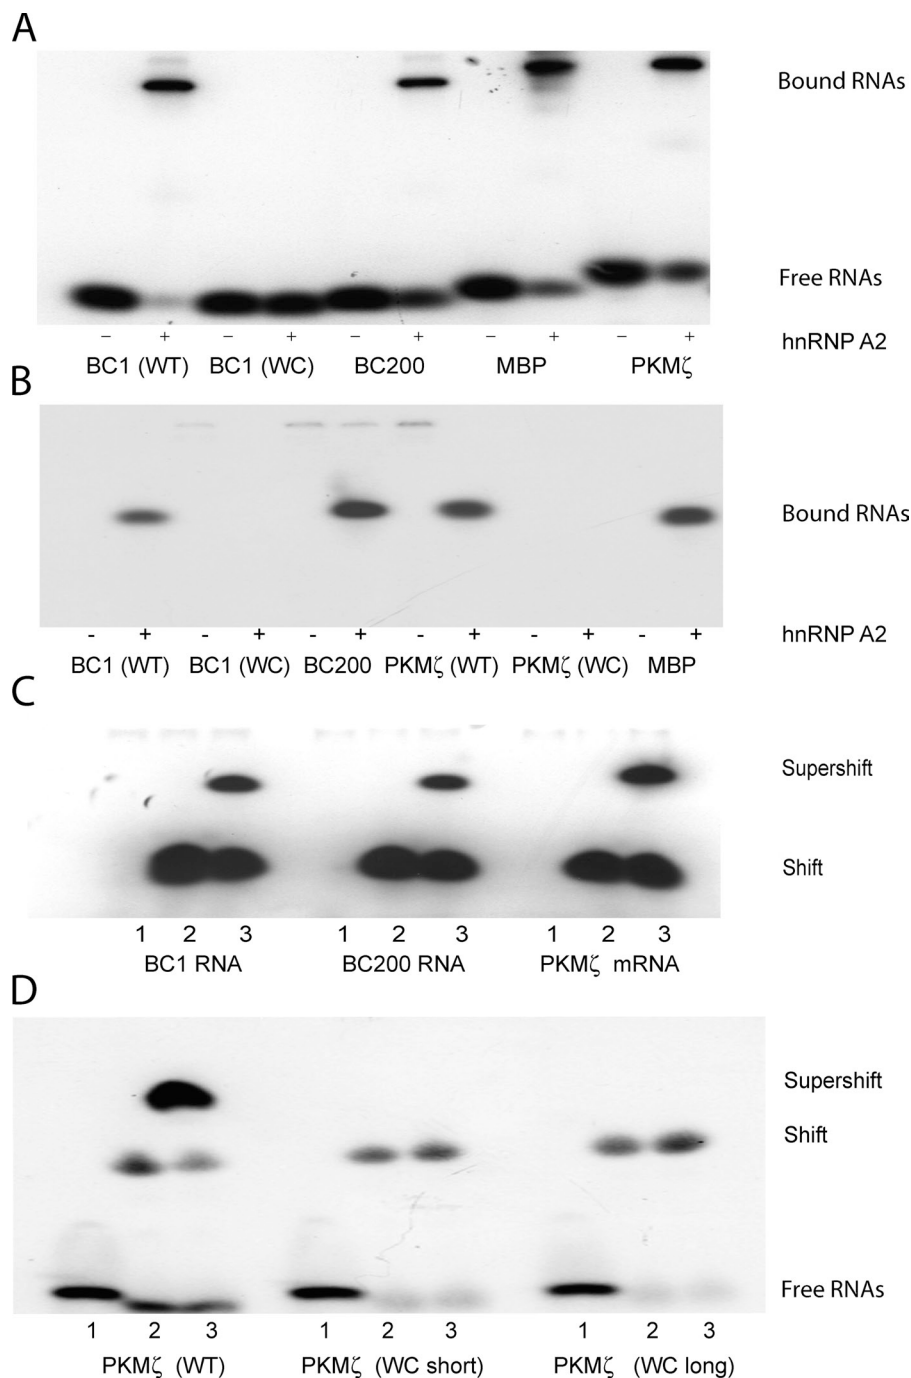 A
Bound RNAs
Free RNAs
− + − + − + − + − + hnRNP A2
BC1 (WT) BC1 (WC) BC200 MBP PKMζ
B
Bound RNAs
- + - + - + - + - + - + hnRNP A2
BC1 (WT) BC1 (WC) BC200 PKMζ (WT) PKMζ (WC) MBP
C
Supershift
Shift
1 2 3 1 2 3 1 2 3
BC1 RNA BC200 RNA PKMζ mRNA
D
Supershift
Shift
Free RNAs
1 2 3 1 2 3 1 2 3
PKMζ (WT) PKMζ (WC short) PKMζ (WC long)